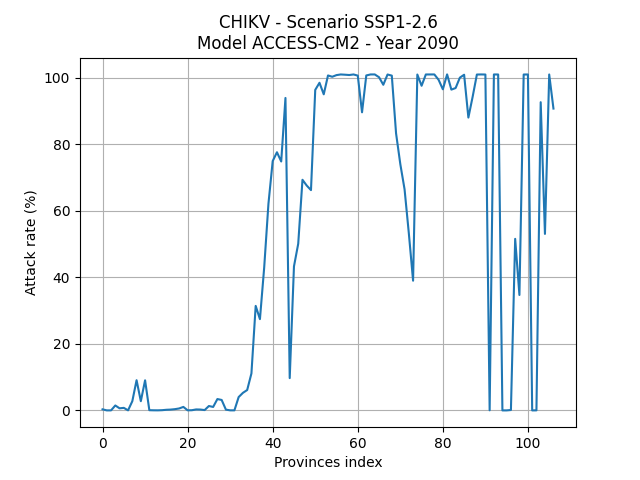 CHIKV - Scenario SSP1-2.6
Model ACCESS-CM2 - Year 2090
Attack rate (%)
100
80
60
40
20
0
0 20 40 60 80 100
Provinces index